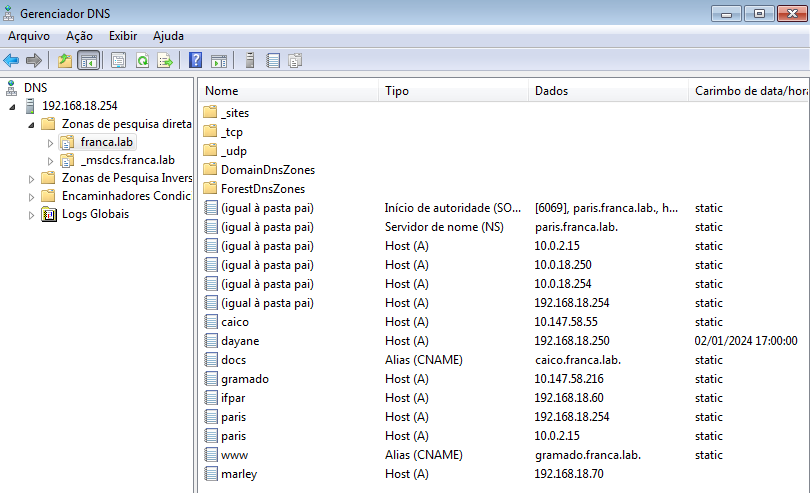 Gerenciador DNS
Arquivo Ação Exibir Ajuda
DNS
192.168.18.254
Zonas de pesquisa direta
franca.lab
_msdcs.franca.lab
Zonas de Pesquisa Invers
Encaminhadores Condic
Logs Globais
Nome Tipo Dados Carimbo de data/hora
_sites
_tcp
_udp
DomainDnsZones
ForestDnsZones
(igual à pasta pai) Início de autoridade (SO... [6069], paris.franca.lab., h... static
(igual à pasta pai) Servidor de nome (NS) paris.franca.lab. static
(igual à pasta pai) Host (A) 10.0.2.15 static
(igual à pasta pai) Host (A) 10.0.18.250 static
(igual à pasta pai) Host (A) 10.0.18.254 static
(igual à pasta pai) Host (A) 192.168.18.254 static
caico Host (A) 10.147.58.55 static
dayane Host (A) 192.168.18.250 02/01/2024 17:00:00
docs Alias (CNAME) caico.franca.lab. static
gramado Host (A) 10.147.58.216 static
ifpar Host (A) 192.168.18.60 static
paris Host (A) 192.168.18.254 static
paris Host (A) 10.0.2.15 static
www Alias (CNAME) gramado.franca.lab. static
marley Host (A) 192.168.18.70